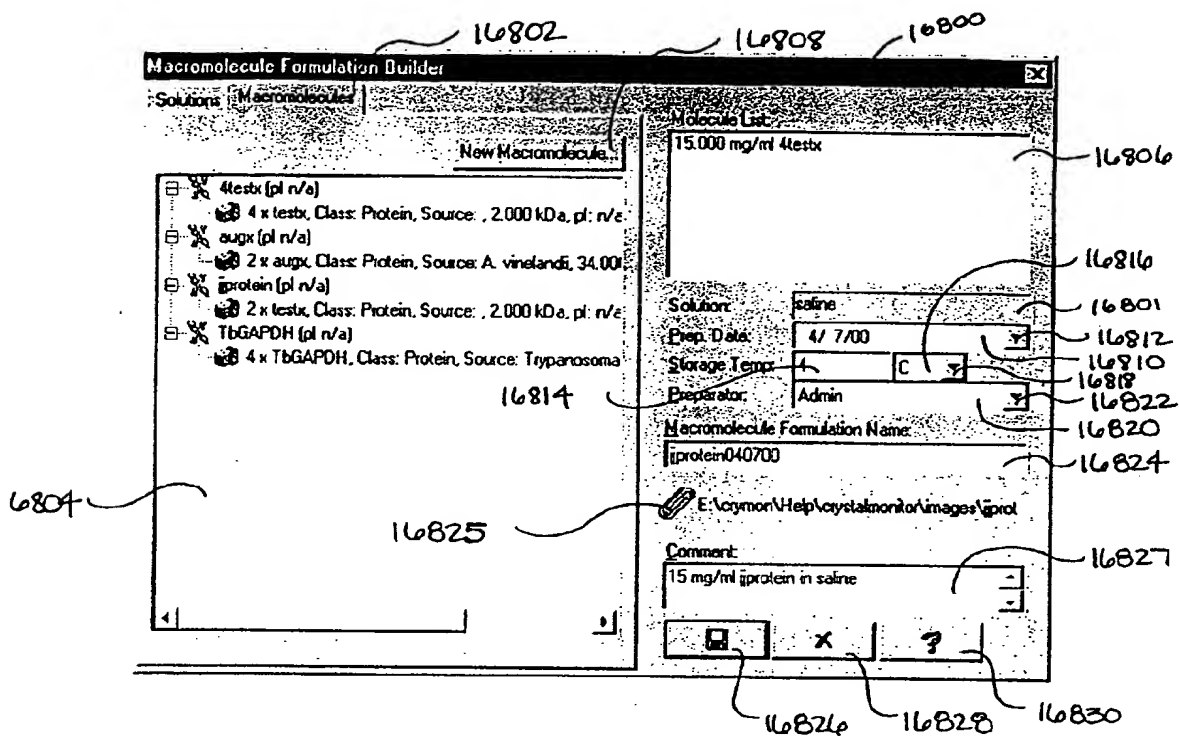 16802
16808
16800
Macromolecule Formulation Builder
Solutions Macromolecules
New Macromolecule...
4testx (pI n/a)
4 x testx, Class: Protein, Source: , 2.000 kDa, pI: n/a
augx (pI n/a)
2 x augx, Class: Protein, Source: A. vinelandii, 34.000
jjprotein (pI n/a)
2 x testx, Class: Protein, Source: , 2.000 kDa, pI: n/a
TbGAPDH (pI n/a)
4 x TbGAPDH, Class: Protein, Source: Trypanosoma
6804
Molecule List:
15.000 mg/ml 4testx
16806
16816
Solution: saline
16801
Prep. Date: 4/ 7/00
16812
16810
Storage Temp: 4 C
16818
16814
Preparator: Admin
16822
16820
Macromolecule Formulation Name:
jjprotein040700
16824
E:\crymon\Help\crystalmonitor\images\jjprot
16825
Comment:
15 mg/ml jjprotein in saline
16827
X ?
16826
16828
16830